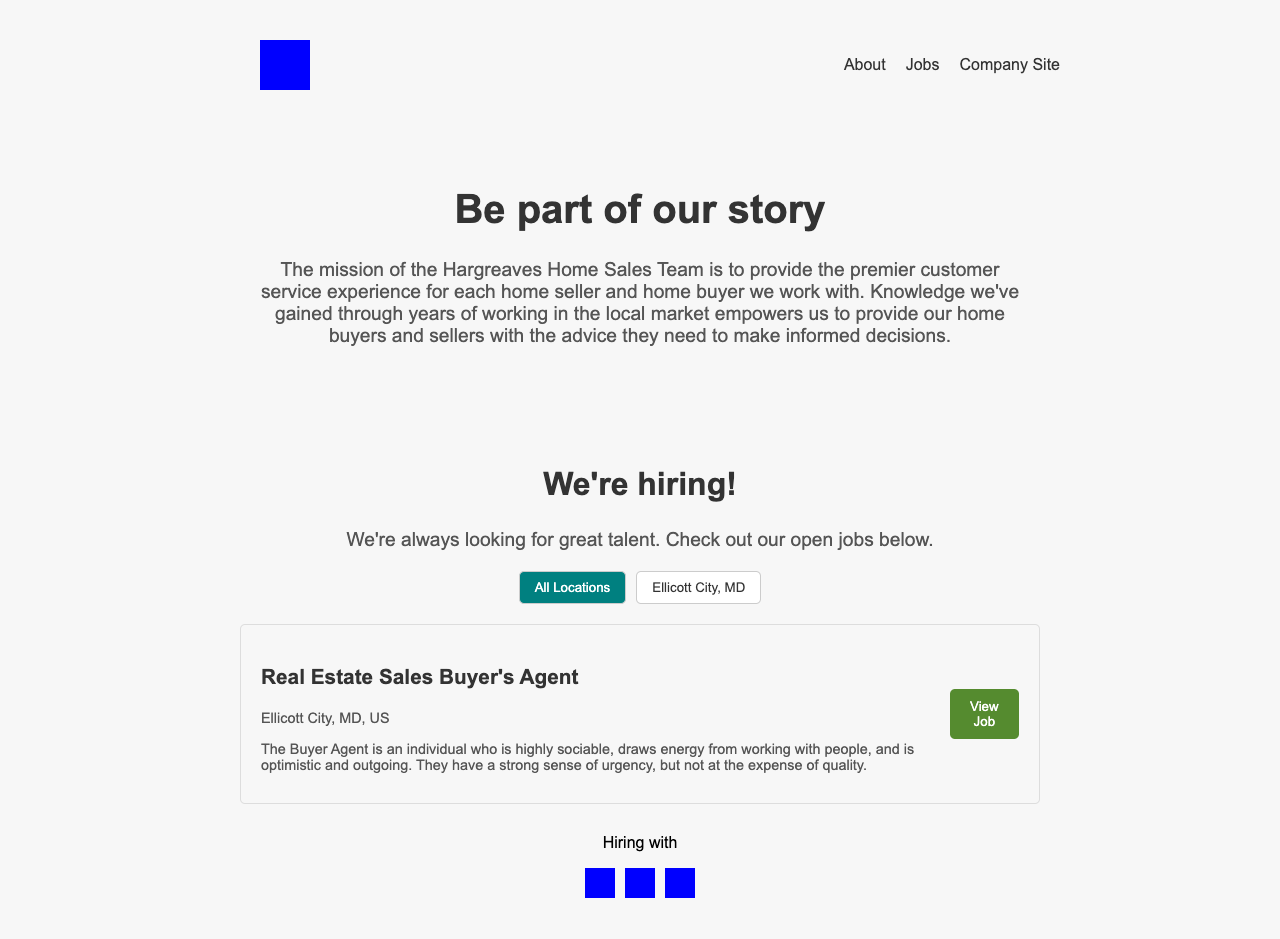 About Jobs Company Site
Be part of our story
The mission of the Hargreaves Home Sales Team is to provide the premier customer
service experience for each home seller and home buyer we work with. Knowledge we've
gained through years of working in the local market empowers us to provide our home
buyers and sellers with the advice they need to make informed decisions.
We're hiring!
We're always looking for great talent. Check out our open jobs below.
All Locations Ellicott City, MD
Real Estate Sales Buyer's Agent
Ellicott City, MD, US
The Buyer Agent is an individual who is highly sociable, draws energy from working with people, and is
optimistic and outgoing. They have a strong sense of urgency, but not at the expense of quality.
View
Job
Hiring with